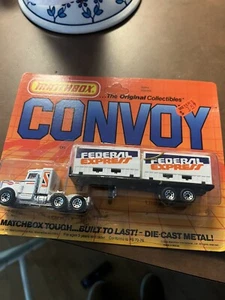 MATCHBOX
The Original Collectibles
CONVOY
FEDERAL
EXPRESS
FEDERAL
EXPRESS
MATCHBOX TOUGH...BUILT TO LAST!- DIE-CAST METAL!